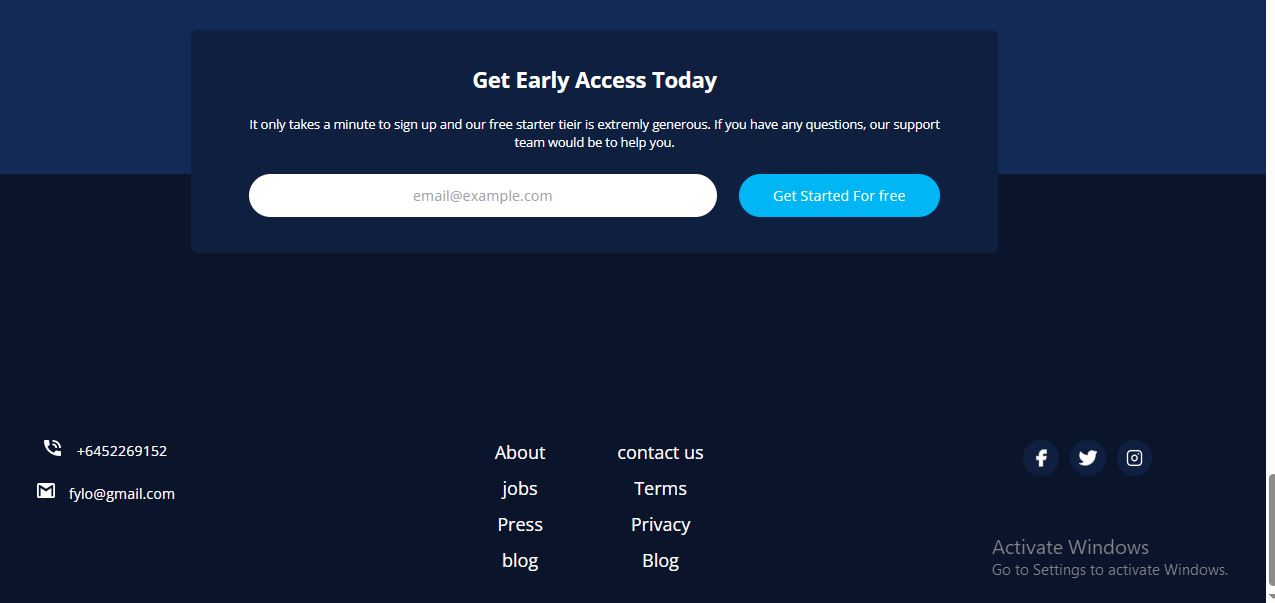 Get Early Access Today
It only takes a minute to sign up and our free starter tieir is extremly generous. If you have any questions, our support
team would be to help you.
email@example.com
Get Started For free
+6452269152
fylo@gmail.com
About
jobs
Press
blog
contact us
Terms
Privacy
Blog
Activate Windows
Go to Settings to activate Windows.